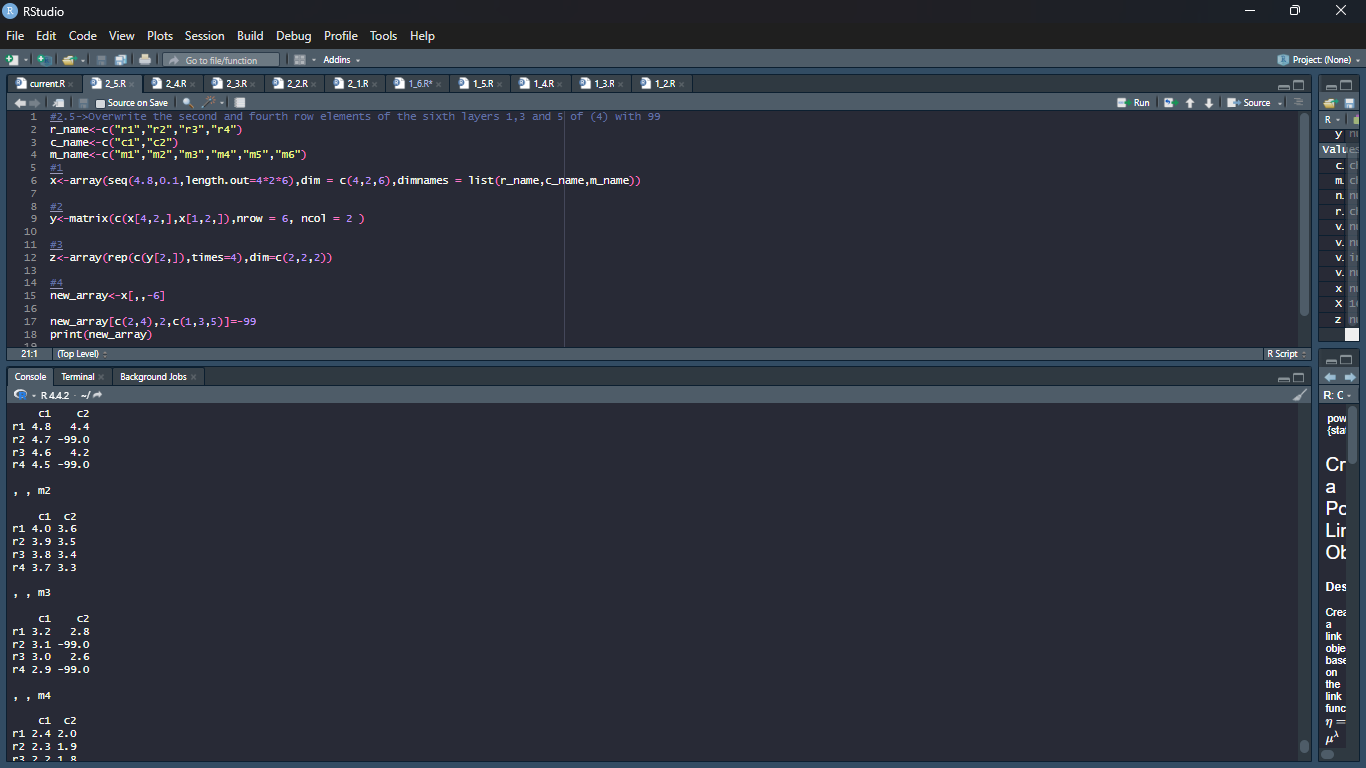 RStudio
File Edit Code View Plots Session Build Debug Profile Tools Help
Go to file/function Addins Project: (None)
current.R 2_5.R 2_4.R 2_3.R 2_2.R 2_1.R 1_6.R* 1_5.R 1_4.R 1_3.R 1_2.R
Source on Save Run Source
1 #2.5->Overwrite the second and fourth row elements of the sixth layers 1,3 and 5 of (4) with 99
2 r_name<-c("r1","r2","r3","r4")
3 c_name<-c("c1","c2")
4 m_name<-c("m1","m2","m3","m4","m5","m6")
5 #1
6 x<-array(seq(4.8,0.1,length.out=4*2*6),dim = c(4,2,6),dimnames = list(r_name,c_name,m_name))
7
8 #2
9 y<-matrix(c(x[4,2,],x[1,2,]),nrow = 6, ncol = 2 )
10
11 #3
12 z<-array(rep(c(y[2,]),times=4),dim=c(2,2,2))
13
14 #4
15 new_array<-x[,,-6]
16
17 new_array[c(2,4),2,c(1,3,5)]=-99
18 print(new_array)
19
21:1 (Top Level) R Script
Console Terminal Background Jobs
R 4.4.2 · ~/
c1 c2
r1 4.8 4.4
r2 4.7 -99.0
r3 4.6 4.2
r4 4.5 -99.0
, , m2
c1 c2
r1 4.0 3.6
r2 3.9 3.5
r3 3.8 3.4
r4 3.7 3.3
, , m3
c1 c2
r1 3.2 2.8
r2 3.1 -99.0
r3 3.0 2.6
r4 2.9 -99.0
, , m4
c1 c2
r1 2.4 2.0
r2 2.3 1.9
r3 2.2 1.8
R
y
Values
c.
m.
n.
r.
v.
v.
v.
v.
x
X
z
R: C
pow
{sta
Cr
a
Po
Lin
Ob
Des
Crea
a
link
obje
base
on
the
link
func
η =
μλ